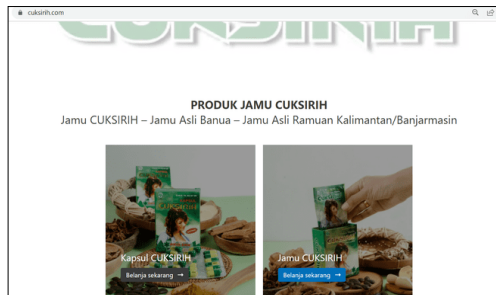 cuksirih.com
CUKSIRIH
PRODUK JAMU CUKSIRIH
Jamu CUKSIRIH – Jamu Asli Banua – Jamu Asli Ramuan Kalimantan/Banjarmasin
Kapsul CUKSIRIH
Belanja sekarang →
Jamu CUKSIRIH
Belanja sekarang →